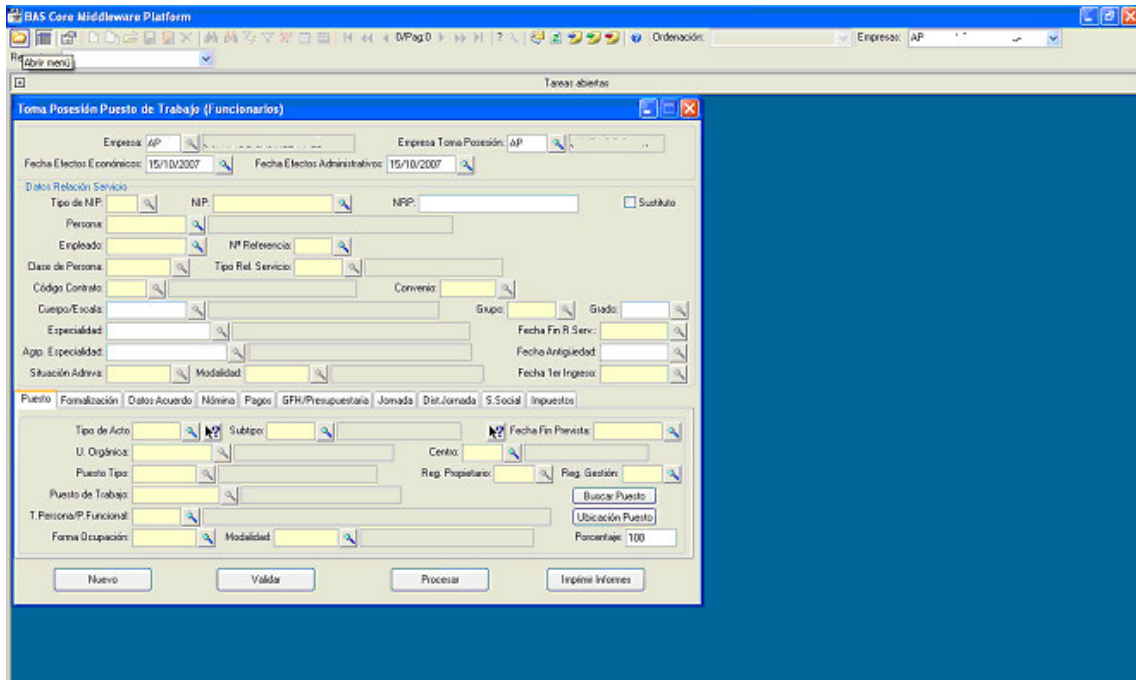 BAS Core Middleware Platform
0/Pag:0 Ordenación: Empresas: AP
Re
Abrir menú
Tareas abiertas
Toma Posesión Puesto de Trabajo (Funcionarios)
Empresa: AP Empresa Toma Posesión: AP
Fecha Efectos Económicos: 15/10/2007 Fecha Efectos Administrativos: 15/10/2007
Datos Relación Servicio
Tipo de NIP: NIP: NRP: Sustituto
Persona:
Empleado: Nº Referencia:
Clase de Persona: Tipo Rel. Servicio:
Código Contrato: Convenio:
Cuerpo/Escala: Grupo: Grado:
Especialidad: Fecha Fin R.Serv.:
Agrp. Especialidad: Fecha Antigüedad:
Situación Admva: Modalidad: Fecha 1er Ingreso:
Puesto Formalización Datos Acuerdo Nómina Pagos GFH/Presupuestaria Jornada Dist.Jornada S.Social Impuestos
Tipo de Acto: Subtipo: Fecha Fin Prevista:
U. Orgánica: Centro:
Puesto Tipo: Reg. Propietario: Reg. Gestión:
Puesto de Trabajo: Buscar Puesto
T.Persona/P.Funcional: Ubicación Puesto
Forma Ocupación: Modalidad: Porcentaje: 100
Nuevo Validar Procesar Imprimir Informes